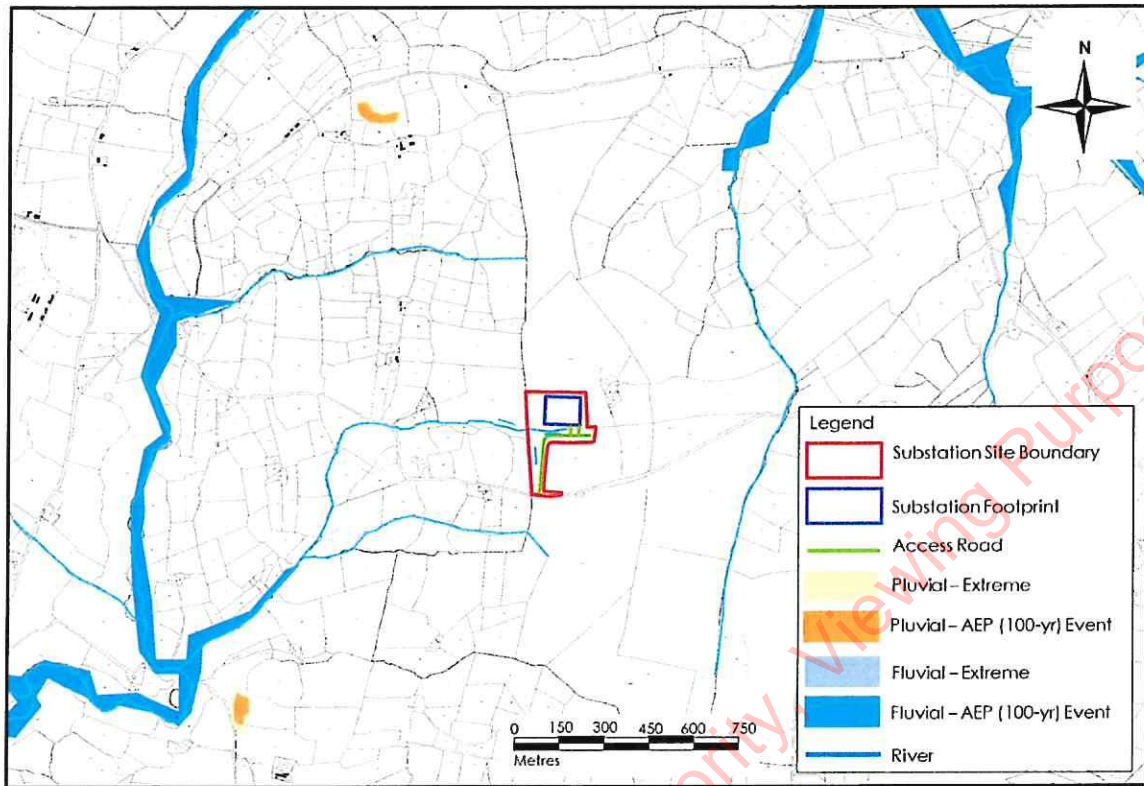 N
Legend
Substation Site Boundary
Substation Footprint
Access Road
Pluvial – Extreme
Pluvial – AEP (100-yr) Event
Fluvial – Extreme
Fluvial – AEP (100-yr) Event
River
0 150 300 450 600 750
Metres
ority, Viewing Purpo